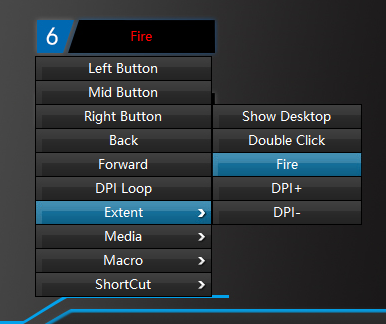 6 Fire
Left Button
Mid Button
Right Button
Back
Forward
DPI Loop
Extent
Media
Macro
ShortCut
Show Desktop
Double Click
Fire
DPI+
DPI-